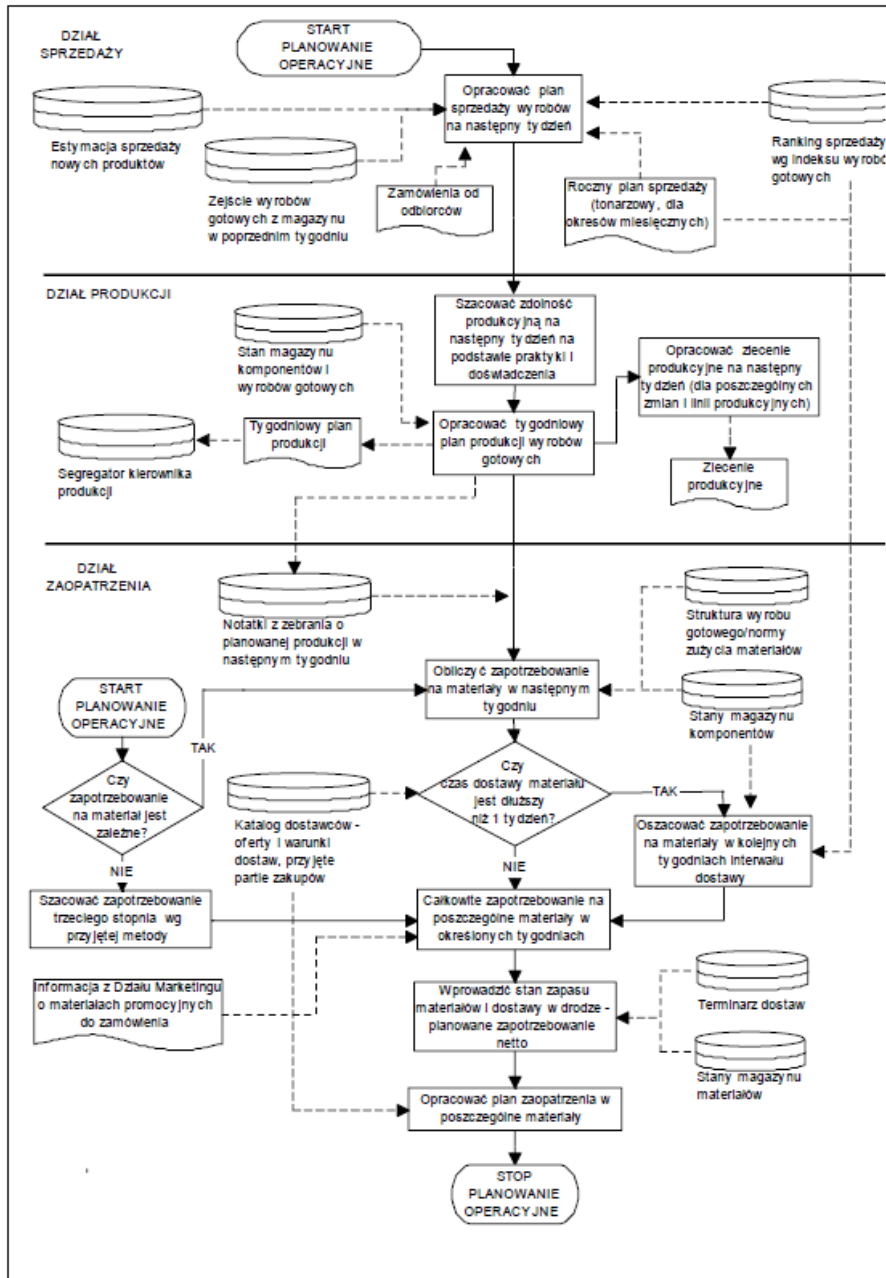 DZIAŁ
SPRZEDAŻY
START
PLANOWANIE
OPERACYJNE
Opracować plan
sprzedaży wyrobów
na następny tydzień
Estymacja sprzedaży
nowych produktów
Zejście wyrobów
gotowych z magazynu
w poprzednim tygodniu
Zamówienia od
odbiorców
Roczny plan sprzedaży
(tonarzowy, dla
okresów miesięcznych)
Ranking sprzedaży
wg indeksu wyrobó
gotowych
DZIAŁ PRODUKCJI
Szacować zdolność
produkcyjną na
następny tydzień na
podstawie praktyki i
doświadczenia
Stan magazynu
komponentów i
wyrobów gotowych
Opracować zlecenie
produkcyjne na następny
tydzień (dla poszczególnych
zmian i linii produkcyjnych)
Opracować tygodniowy
plan produkcji wyrobów
gotowych
Tygodniowy plan
produkcji
Segregator kierownika
produkcji
Zlecenie
produkcyjne
DZIAŁ
ZAOPATRZENIA
Notatki z zebrania o
planowanej produkcji w
następnym tygodniu
Struktura wyrobu
gotowego/normy
zużycia materiałów
Obliczyć zapotrzebowanie
na materiały w następnym
tygodniu
Stany magazynu
komponentów
START
PLANOWANIE
OPERACYJNE
TAK
Czy
zapotrzebowanie
na materiał jest
zależne?
NIE
Katalog dostawców -
oferty i warunki
dostaw, przyjęte
partie zakupów
Czy
czas dostawy materiału
jest dłuższy
niż 1 tydzień?
TAK
NIE
Oszacować zapotrzebowanie
na materiały w kolejnych
tygodniach interwału
dostawy
Szacować zapotrzebowanie
trzeciego stopnia wg
przyjętej metody
Całkowite zapotrzebowanie na
poszczególne materiały w
określonych tygodniach
Informacja z Działu Marketingu
o materiałach promocyjnych
do zamówienia
Wprowadzić stan zapasu
materiałów i dostawy w drodze -
planowane zapotrzebowanie
netto
Terminarz dostaw
Stany magazynu
materiałów
Opracować plan zaopatrzenia w
poszczególne materiały
STOP
PLANOWANIE
OPERACYJNE